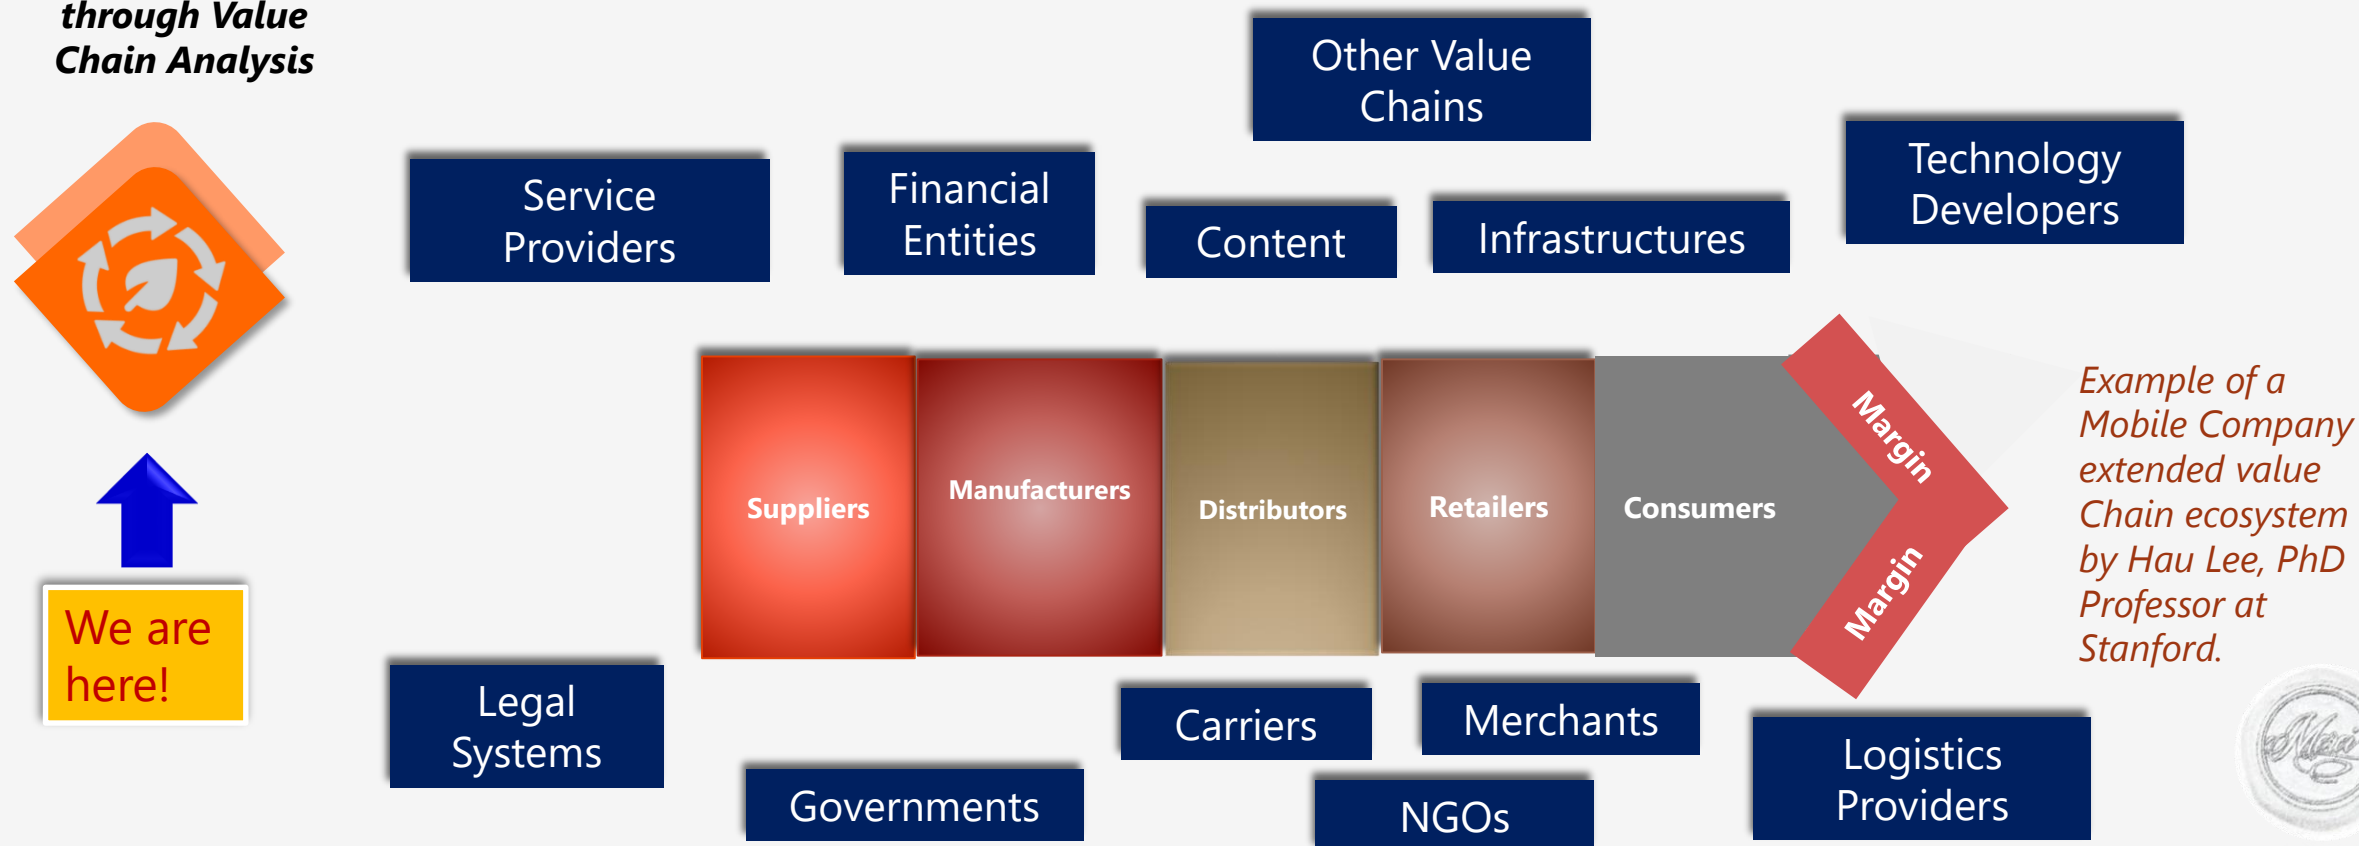 through Value
Chain Analysis
Other Value
Chains
Technology
Developers
Service
Providers
Financial
Entities
Content
Infrastructures
Suppliers
Manufacturers
Distributors
Retailers
Consumers
Margin
Margin
Example of a
Mobile Company
extended value
Chain ecosystem
by Hau Lee, PhD
Professor at
Stanford.
We are
here!
Legal
Systems
Governments
Carriers
Merchants
NGOs
Logistics
Providers